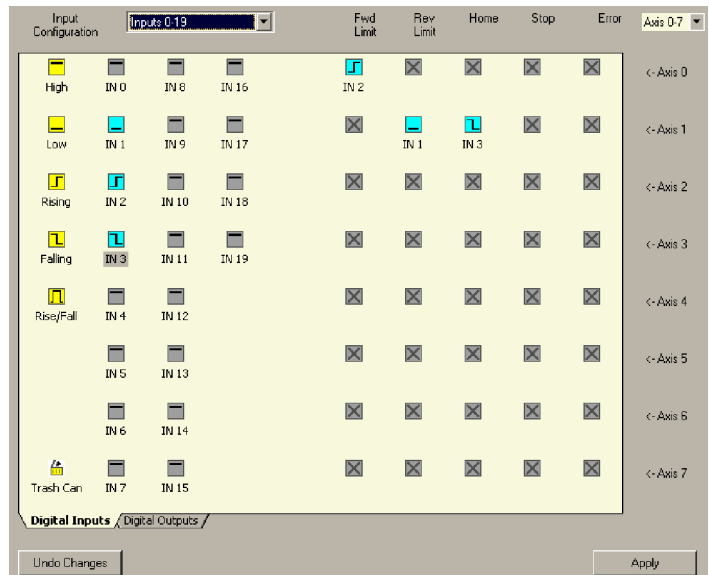 Input Configuration Inputs 0-19 Fwd Limit Rev Limit Home Stop Error Axis 0-7
High IN 0 IN 8 IN 16 IN 2 <- Axis 0
Low IN 1 IN 9 IN 17 IN 1 IN 3 <- Axis 1
Rising IN 2 IN 10 IN 18 <- Axis 2
Falling IN 3 IN 11 IN 19 <- Axis 3
Rise/Fall IN 4 IN 12 <- Axis 4
IN 5 IN 13 <- Axis 5
IN 6 IN 14 <- Axis 6
Trash Can IN 7 IN 15 <- Axis 7
Digital Inputs Digital Outputs
Undo Changes Apply